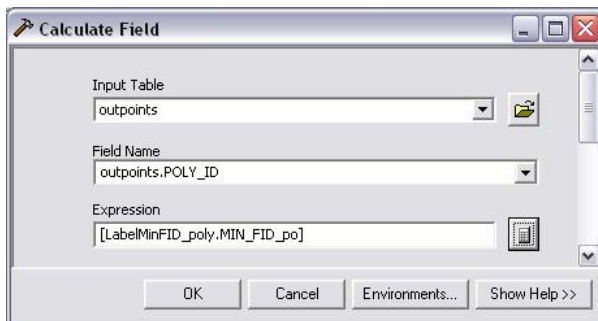 Calculate Field
Input Table
outpoints
Field Name
outpoints.POLY_ID
Expression
[LabelMinFID_poly.MIN_FID_po]
OK Cancel Environments... Show Help >>